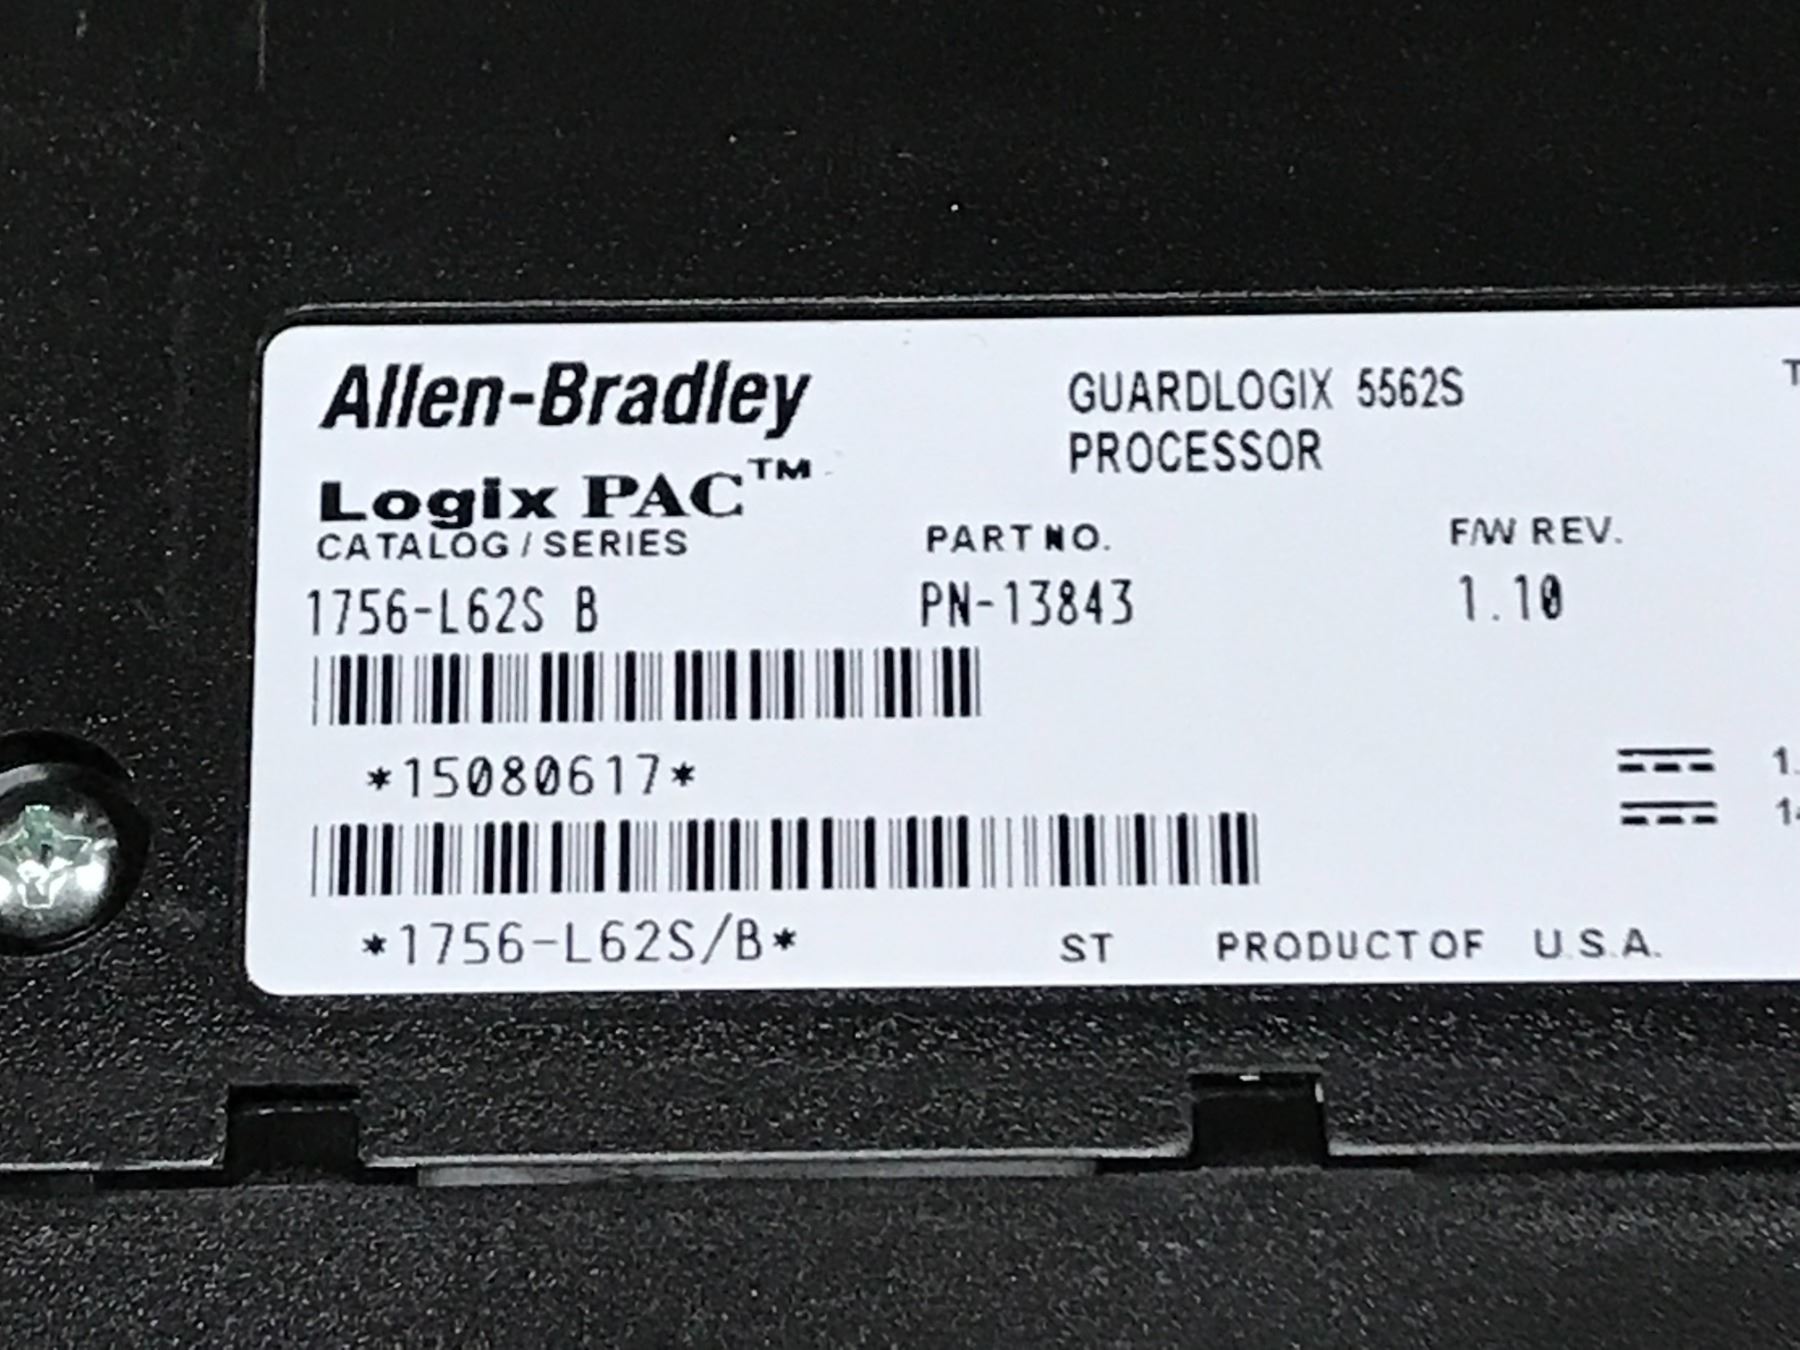 Allen-Bradley
Logix PAC™
GUARDLOGIX 5562S
PROCESSOR
CATALOG / SERIES
PART NO.
F/W REV.
1756-L62S B
PN-13843
1.10
*15080617*
*1756-L62S/B*
ST
PRODUCT OF U.S.A.